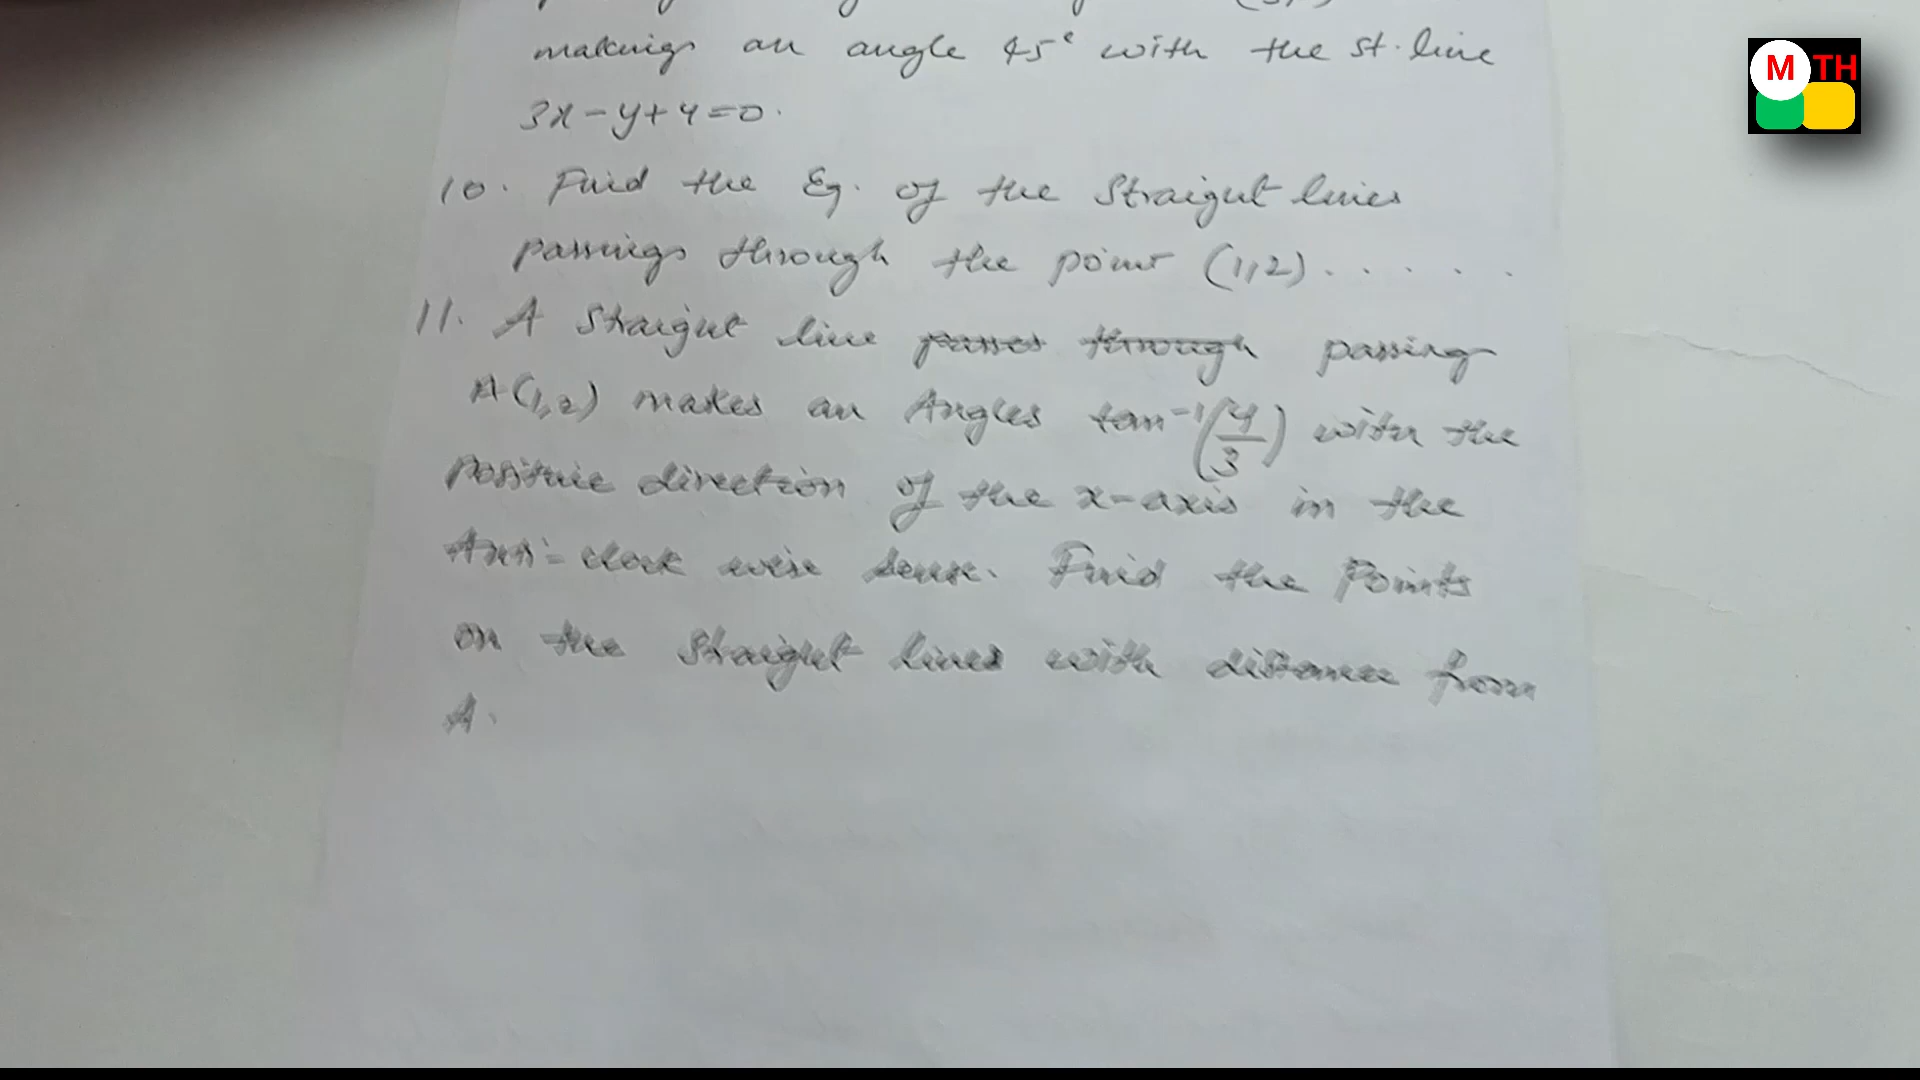 making an angle 45° with the st. line
3x-y+4=0.
10. Find the Eq. of the Straight lines
passings through the point (1,2) . . . . . .
11. A Straight line passes through passing
A(1,2) makes an Angles tan⁻¹(4/3) with the
Positive direction of the x-axis in the
Anti-clock wise sense. Find the Points
on the straight lines with distance from
A.
M TH